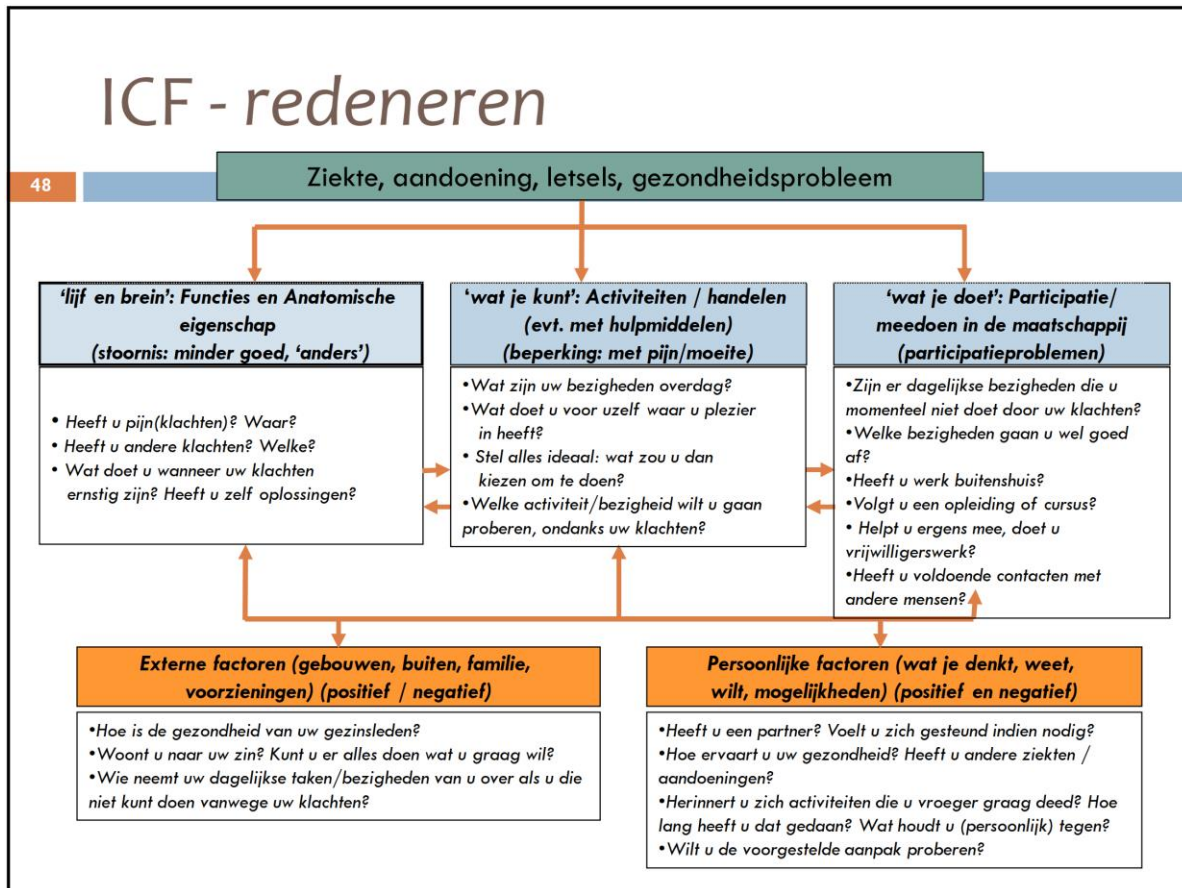 ICF - redeneren
48
Ziekte, aandoening, letsels, gezondheidsprobleem
‘lijf en brein’: Functies en Anatomische
eigenschap
(stoornis: minder goed, ‘anders’)
• Heeft u pijn(klachten)? Waar?
• Heeft u andere klachten? Welke?
• Wat doet u wanneer uw klachten
ernstig zijn? Heeft u zelf oplossingen?
‘wat je kunt’: Activiteiten / handelen
(evt. met hulpmiddelen)
(beperking: met pijn/moeite)
•Wat zijn uw bezigheden overdag?
•Wat doet u voor uzelf waar u plezier
in heeft?
• Stel alles ideaal: wat zou u dan
kiezen om te doen?
•Welke activiteit/bezigheid wilt u gaan
proberen, ondanks uw klachten?
‘wat je doet’: Participatie/
meedoen in de maatschappij
(participatieproblemen)
•Zijn er dagelijkse bezigheden die u
momenteel niet doet door uw klachten?
•Welke bezigheden gaan u wel goed
af?
•Heeft u werk buitenshuis?
•Volgt u een opleiding of cursus?
• Helpt u ergens mee, doet u
vrijwilligerswerk?
•Heeft u voldoende contacten met
andere mensen?
Externe factoren (gebouwen, buiten, familie,
voorzieningen) (positief / negatief)
•Hoe is de gezondheid van uw gezinsleden?
•Woont u naar uw zin? Kunt u er alles doen wat u graag wil?
•Wie neemt uw dagelijkse taken/bezigheden van u over als u die
niet kunt doen vanwege uw klachten?
Persoonlijke factoren (wat je denkt, weet,
wilt, mogelijkheden) (positief en negatief)
•Heeft u een partner? Voelt u zich gesteund indien nodig?
•Hoe ervaart u uw gezondheid? Heeft u andere ziekten /
aandoeningen?
•Herinnert u zich activiteiten die u vroeger graag deed? Hoe
lang heeft u dat gedaan? Wat houdt u (persoonlijk) tegen?
•Wilt u de voorgestelde aanpak proberen?